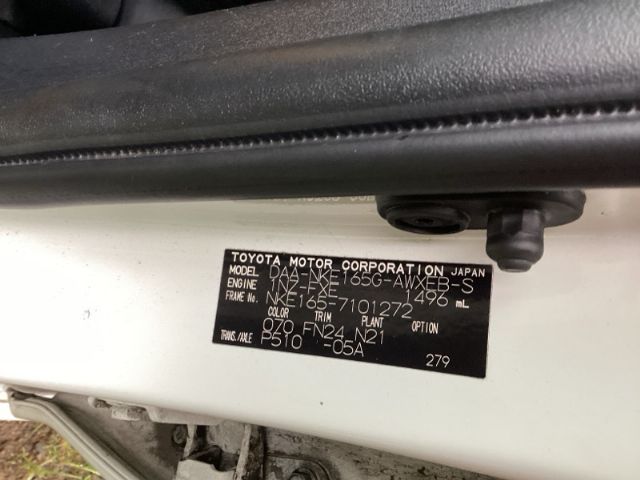 TOYOTA MOTOR CORPORATION JAPAN
MODEL DAA-NKE165G-AWXEB-S
ENGINE 1NZ-FXE 1496 mL
FRAME No. NKE165-7101272
COLOR TRIM PLANT OPTION
070 FN24 N21
TRANS./AXLE P510 -05A
279